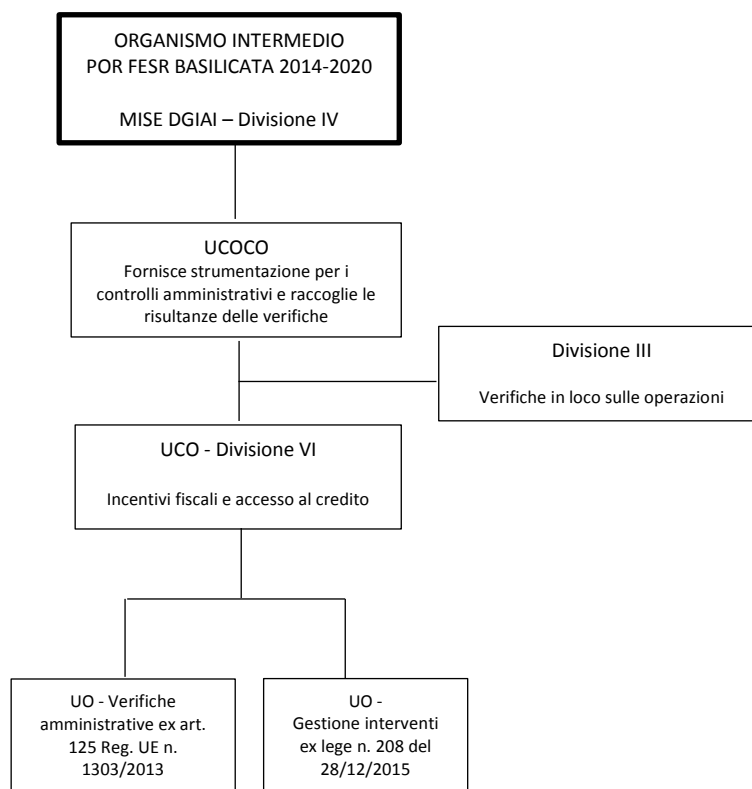 ORGANISMO INTERMEDIO
POR FESR BASILICATA 2014-2020
MISE DGIAI – Divisione IV
UCOCO
Fornisce strumentazione per i
controlli amministrativi e raccoglie le
risultanze delle verifiche
Divisione III
Verifiche in loco sulle operazioni
UCO - Divisione VI
Incentivi fiscali e accesso al credito
UO - Verifiche
amministrative ex art.
125 Reg. UE n.
1303/2013
UO -
Gestione interventi
ex lege n. 208 del
28/12/2015